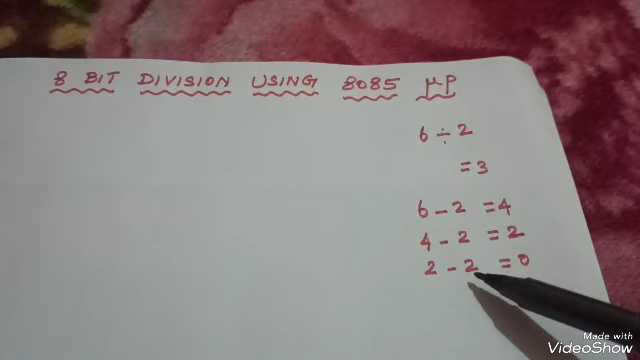 8 BIT DIVISION USING 8085 μP
6 ÷ 2
= 3
6 - 2 = 4
4 - 2 = 2
2 - 2 = 0
Made with
VideoShow